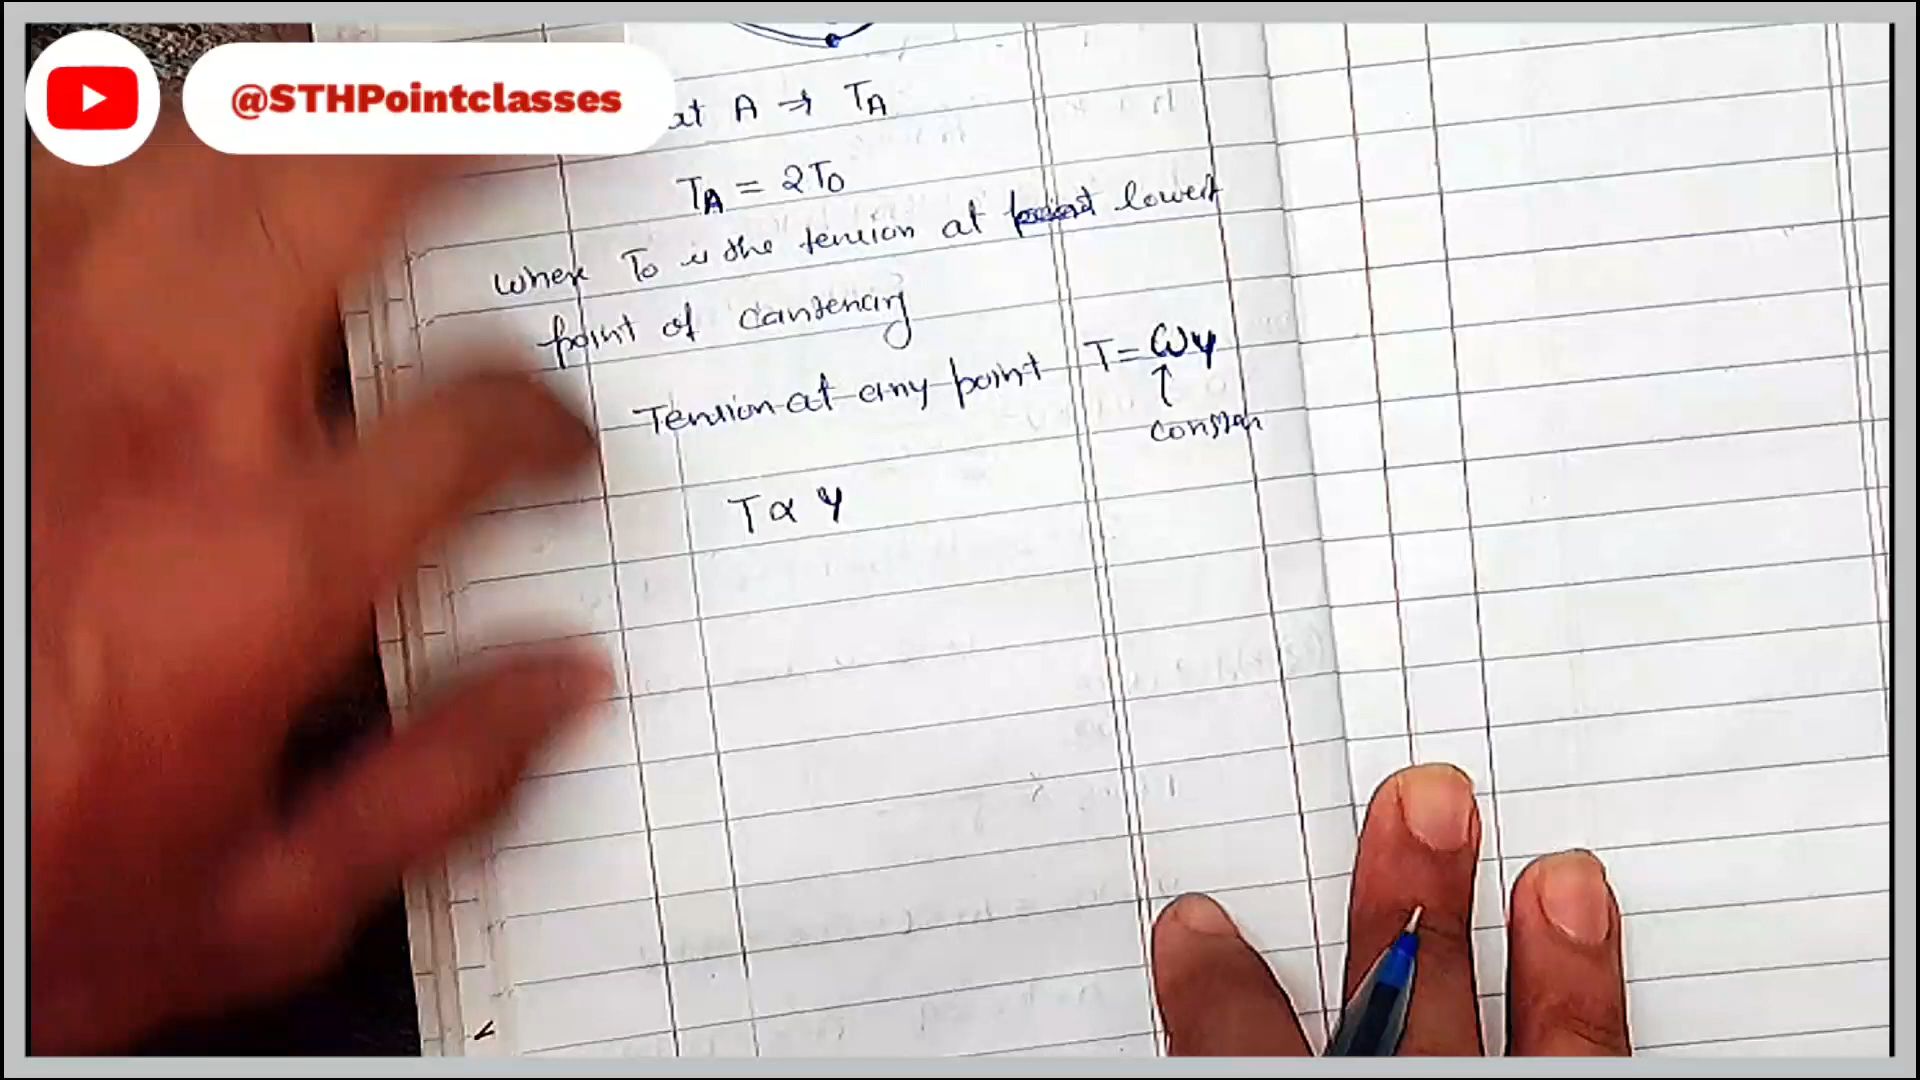 @STHPointclasses
at A → TA
TA = 2T0
where T0 is the tension at point lowest
point of cantenary
Tension at any point T = ωy
↑
constan
T ∝ y